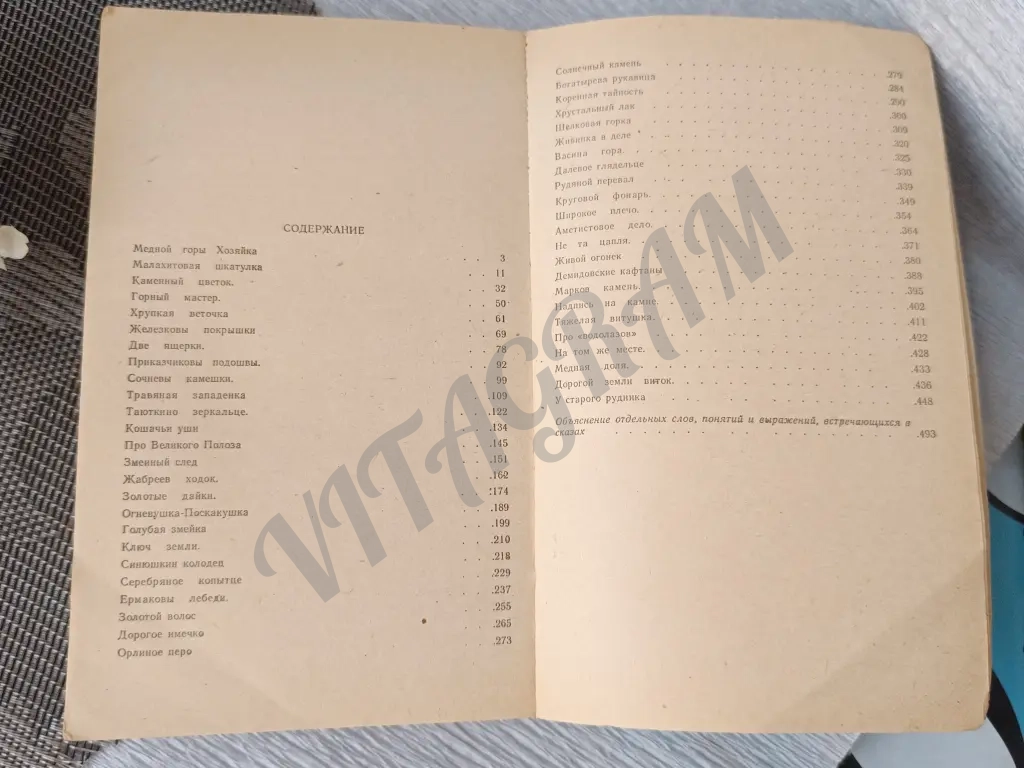 СОДЕРЖАНИЕ
Медной горы Хозяйка . . 3
Малахитовая шкатулка . . 11
Каменный цветок. . . 32
Горный мастер. . . 50
Хрупкая веточка . . 61
Железковы покрышки . . 69
Две ящерки. . . 78
Приказчиковы подошвы. . . 92
Сочневы камешки. . . 99
Травяная западенка . . .109
Таюткино зеркальце. . . .122
Кошачьи уши . . .134
Про Великого Полоза . . .145
Змеиный след . . .151
Жабреев ходок. . . .162
Золотые дайки. . . .174
Огневушка-Поскакушка . . .189
Голубая змейка . . .199
Ключ земли. . . .210
Синюшкин колодец . . .218
Серебряное копытце . . .229
Ермаковы лебеди. . . .237
Золотой волос . . .255
Дорогое имечко . . .265
Орлиное перо . . .273
Солнечный камень . . . .279
Богатырева рукавица . . . .284
Коренная тайность . . . .290
Хрустальный лак . . . .300
Шелковая горка . . . .309
Живинка в деле . . . .320
Васина гора. . . . .325
Далевое глядельце . . . .330
Рудяной перевал . . . .339
Круговой фонарь. . . . .349
Широкое плечо. . . . .354
Аметистовое дело. . . . .364
Не та цапля. . . . .371
Живой огонек . . . .380
Демидовские кафтаны . . . .389
Марков камень. . . . .395
Надпись на камне. . . . .402
Тяжелая витушка. . . . .411
Про «водолазов» . . . .422
На том же месте. . . . .428
Медная доля. . . . .433
Дорогой земли виток. . . . .436
У старого рудника . . . .448
Объяснение отдельных слов, понятий и выражений, встречающихся в
сказах . . . . .493
VITAGRAM